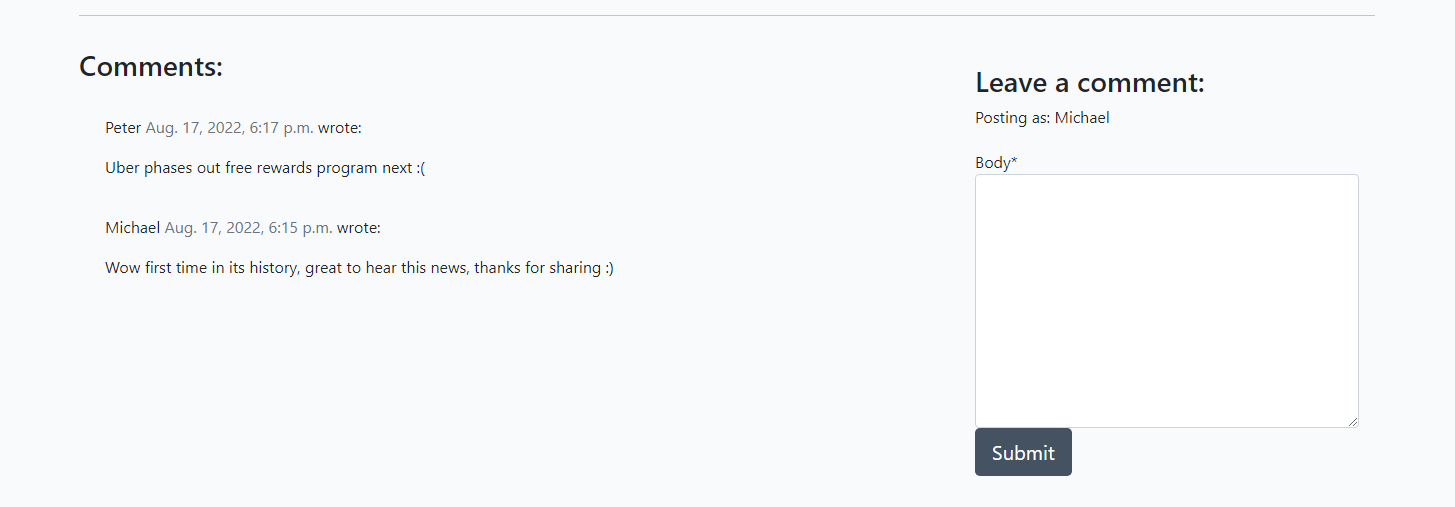 Comments:
Peter Aug. 17, 2022, 6:17 p.m. wrote:
Uber phases out free rewards program next :(
Michael Aug. 17, 2022, 6:15 p.m. wrote:
Wow first time in its history, great to hear this news, thanks for sharing :)
Leave a comment:
Posting as: Michael
Body*
Submit